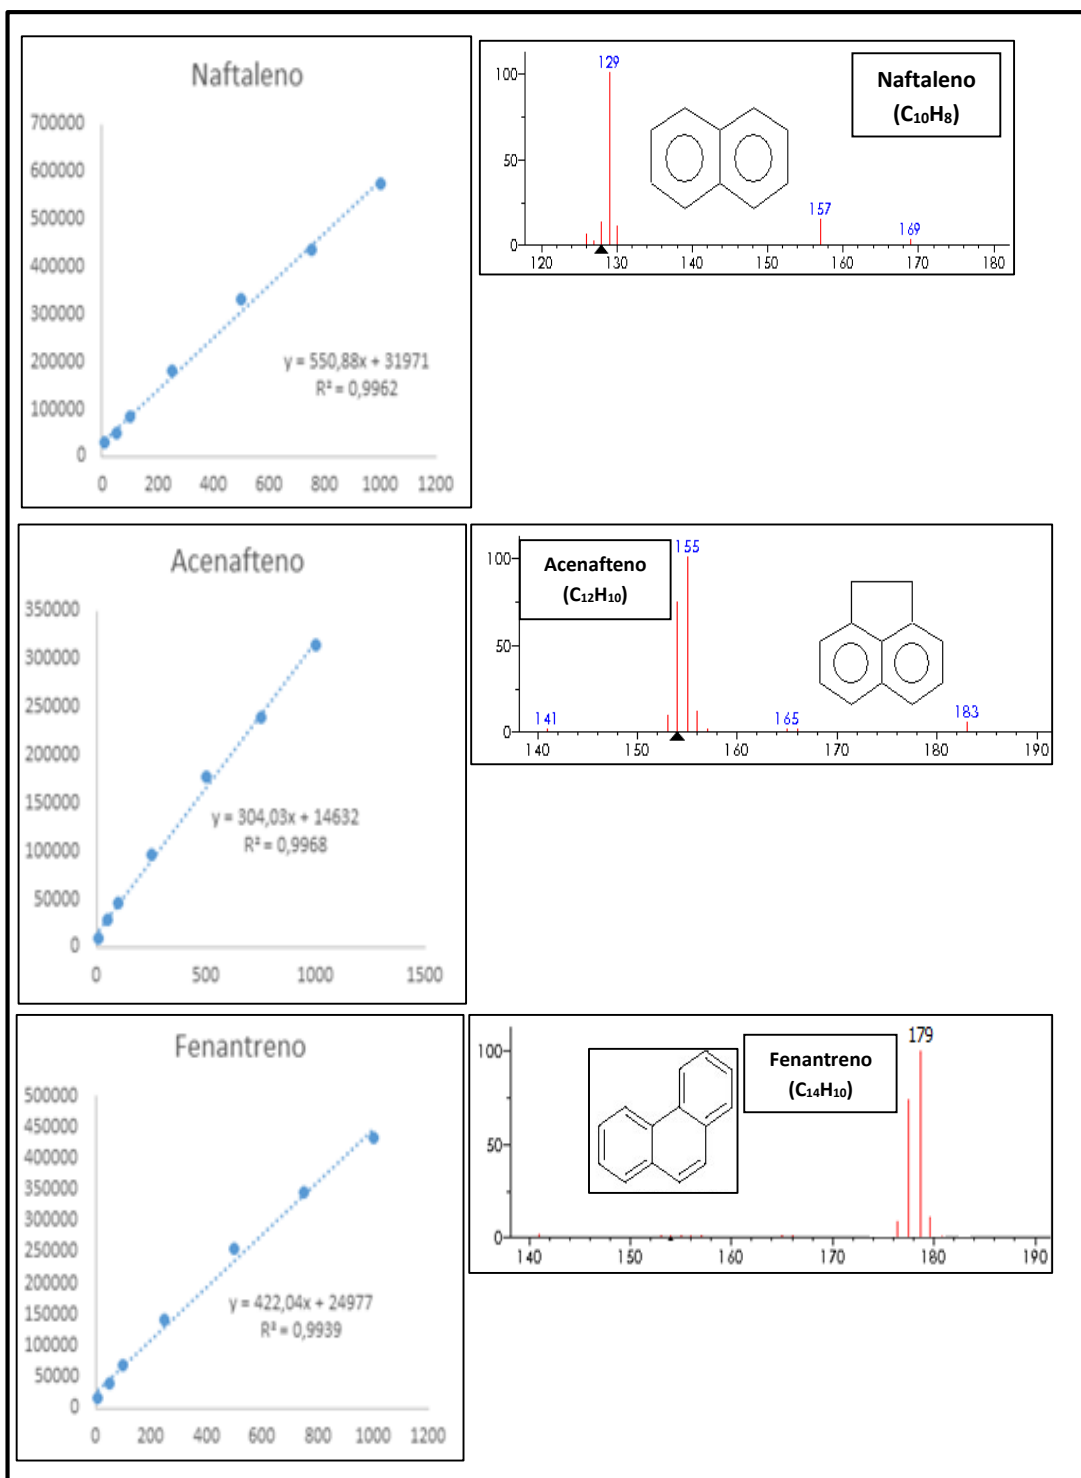 Naftaleno
700000
600000
500000
400000
300000
200000
100000
0
0 200 400 600 800 1000 1200
y = 550,88x + 31971
R² = 0,9962
Naftaleno
(C₁₀H₈)
100
50
0
129
157
169
120 130 140 150 160 170 180
Acenafteno
350000
300000
250000
200000
150000
100000
50000
0
0 500 1000 1500
y = 304,03x + 14632
R² = 0,9968
Acenafteno
(C₁₂H₁₀)
100
50
0
155
141
165
183
140 150 160 170 180 190
Fenantreno
500000
450000
400000
350000
300000
250000
200000
150000
100000
50000
0
0 200 400 600 800 1000 1200
y = 422,04x + 24977
R² = 0,9939
Fenantreno
(C₁₄H₁₀)
100
50
0
179
140 150 160 170 180 190